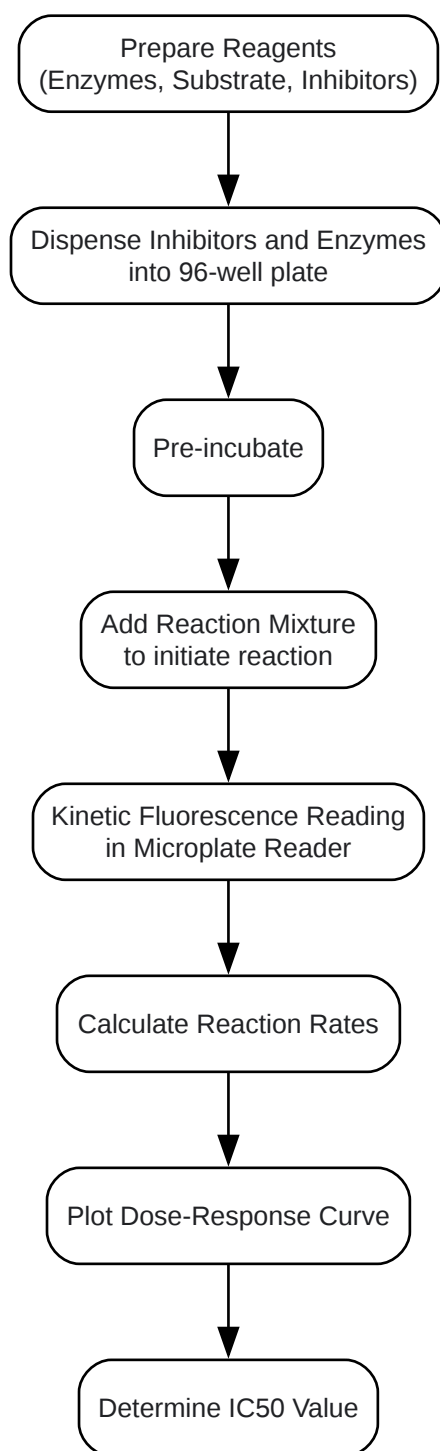 Prepare Reagents
(Enzymes, Substrate, Inhibitors)
Dispense Inhibitors and Enzymes
into 96-well plate
Pre-incubate
Add Reaction Mixture
to initiate reaction
Kinetic Fluorescence Reading
in Microplate Reader
Calculate Reaction Rates
Plot Dose-Response Curve
Determine IC50 Value